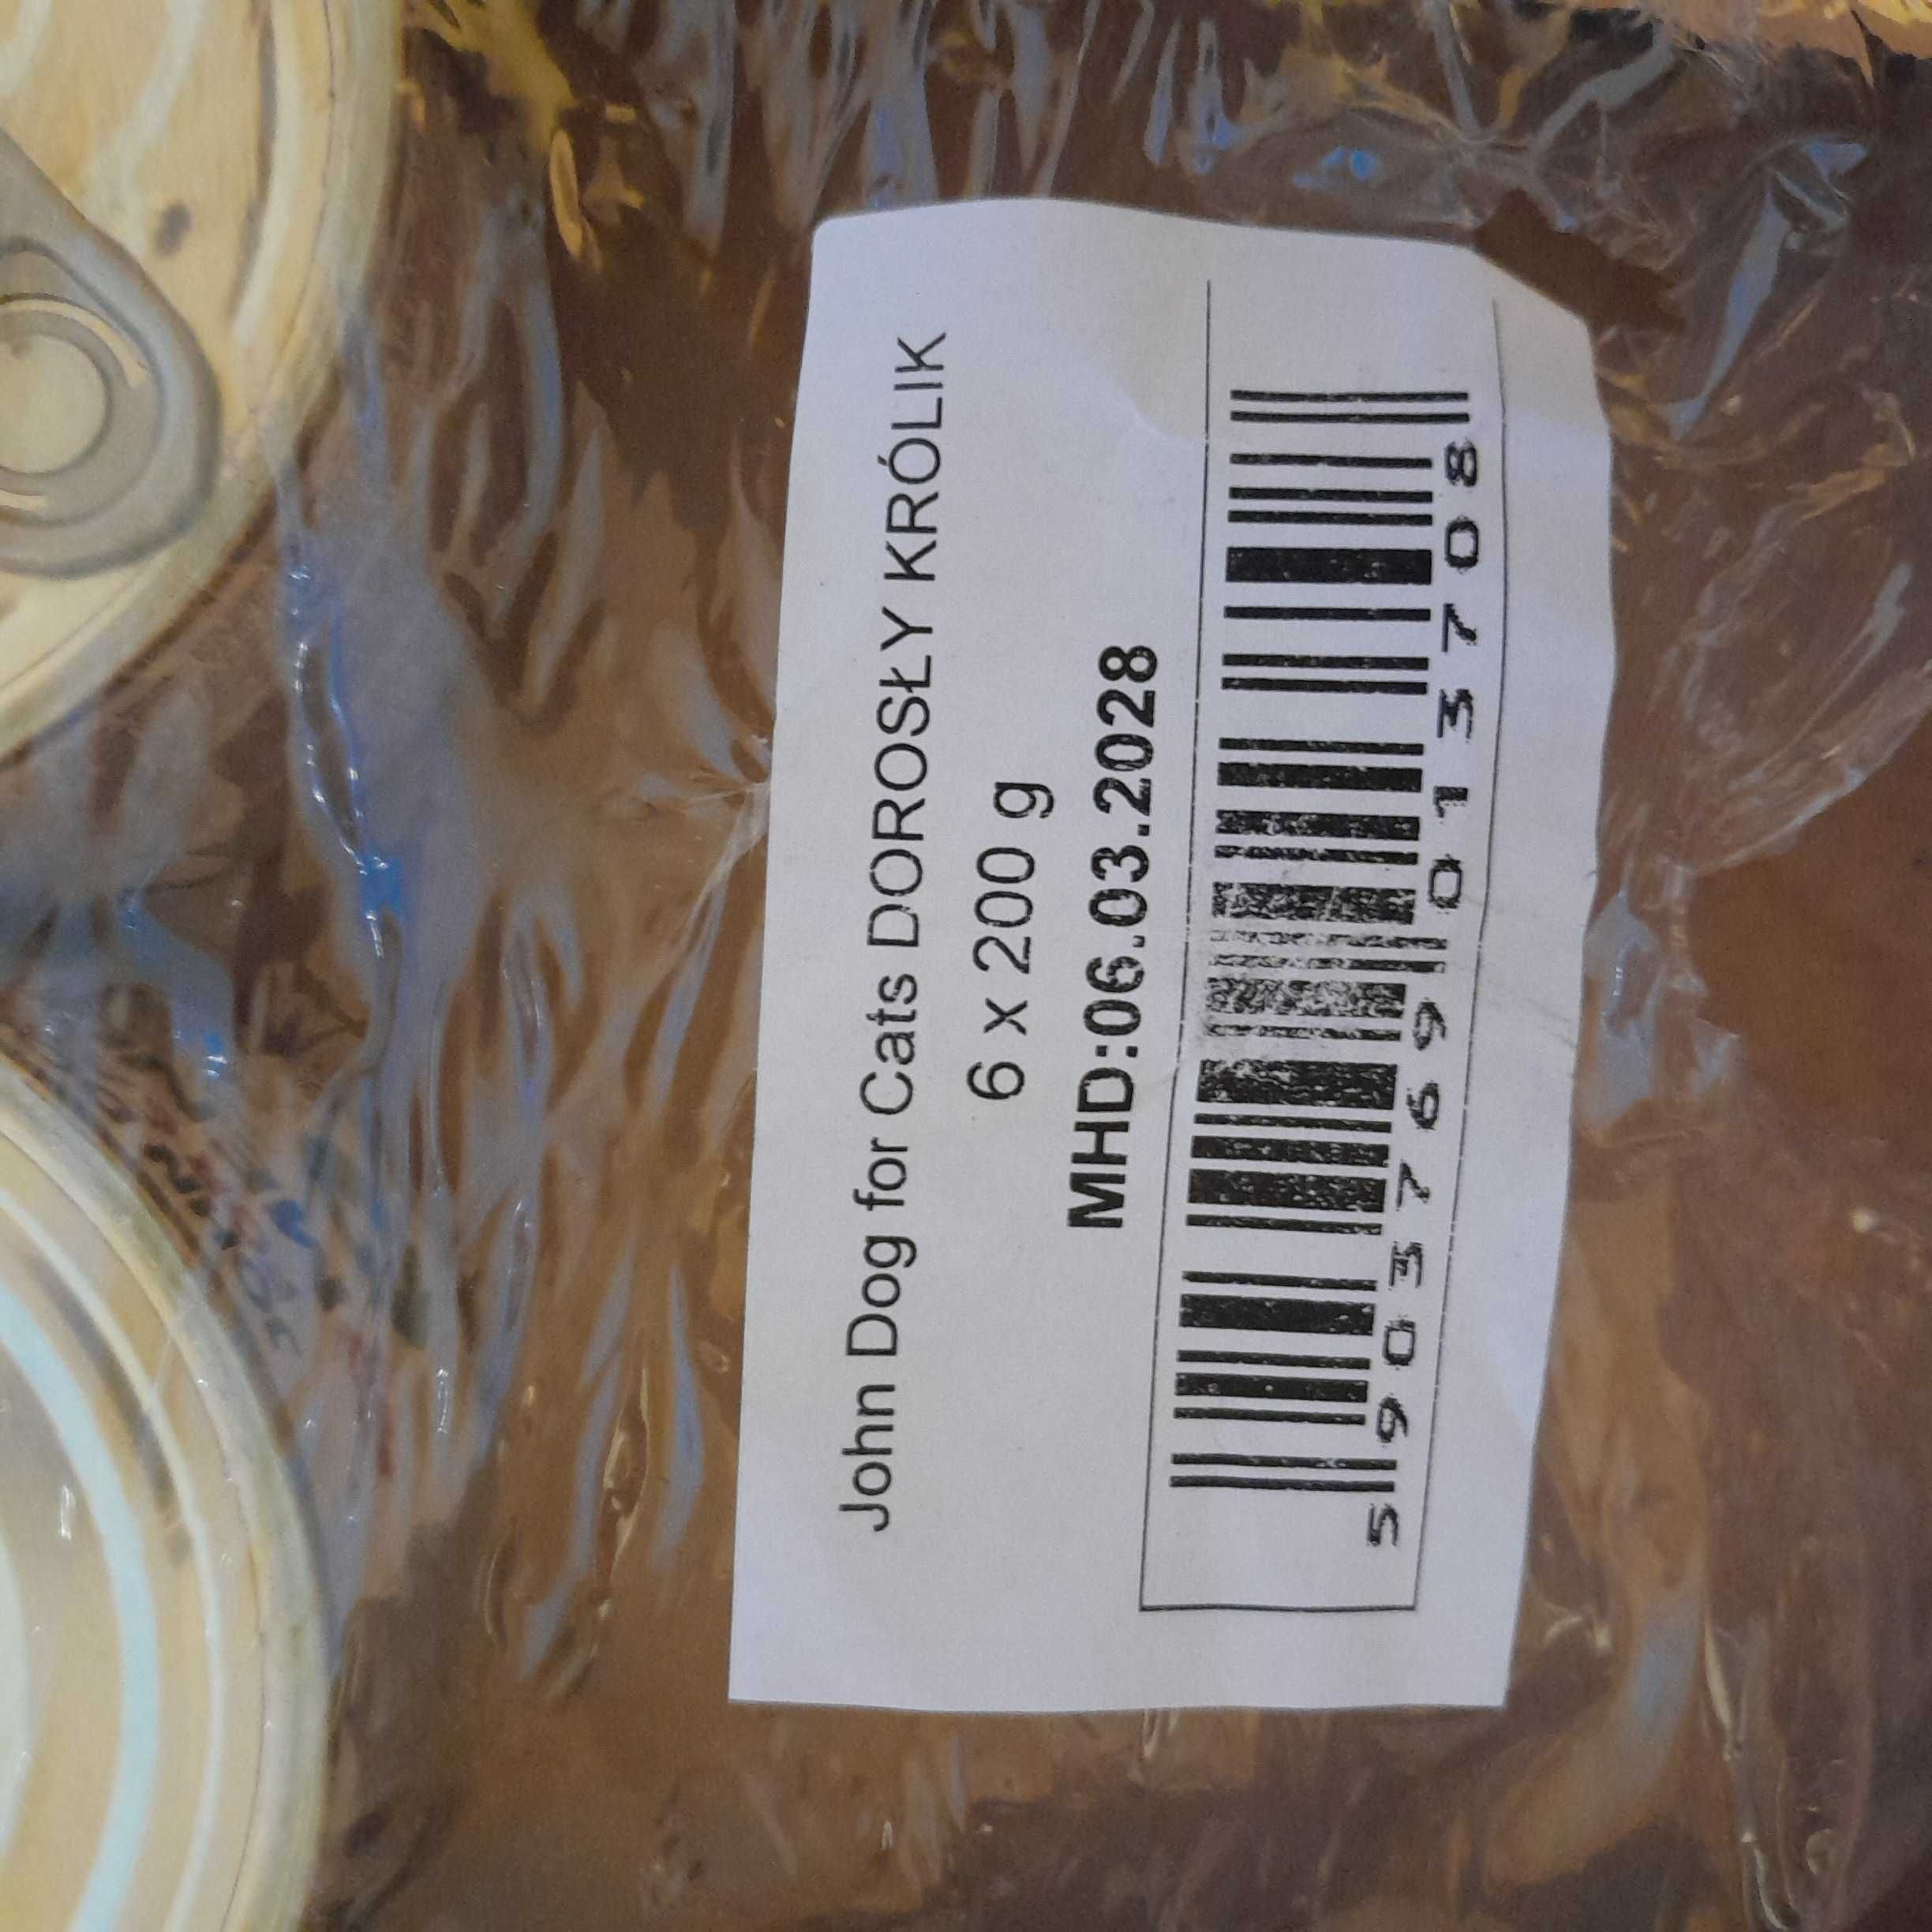 John Dog for Cats DOROSŁY KRÓLIK
6 x 200 g
MHD:06.03.2028
5903769013708